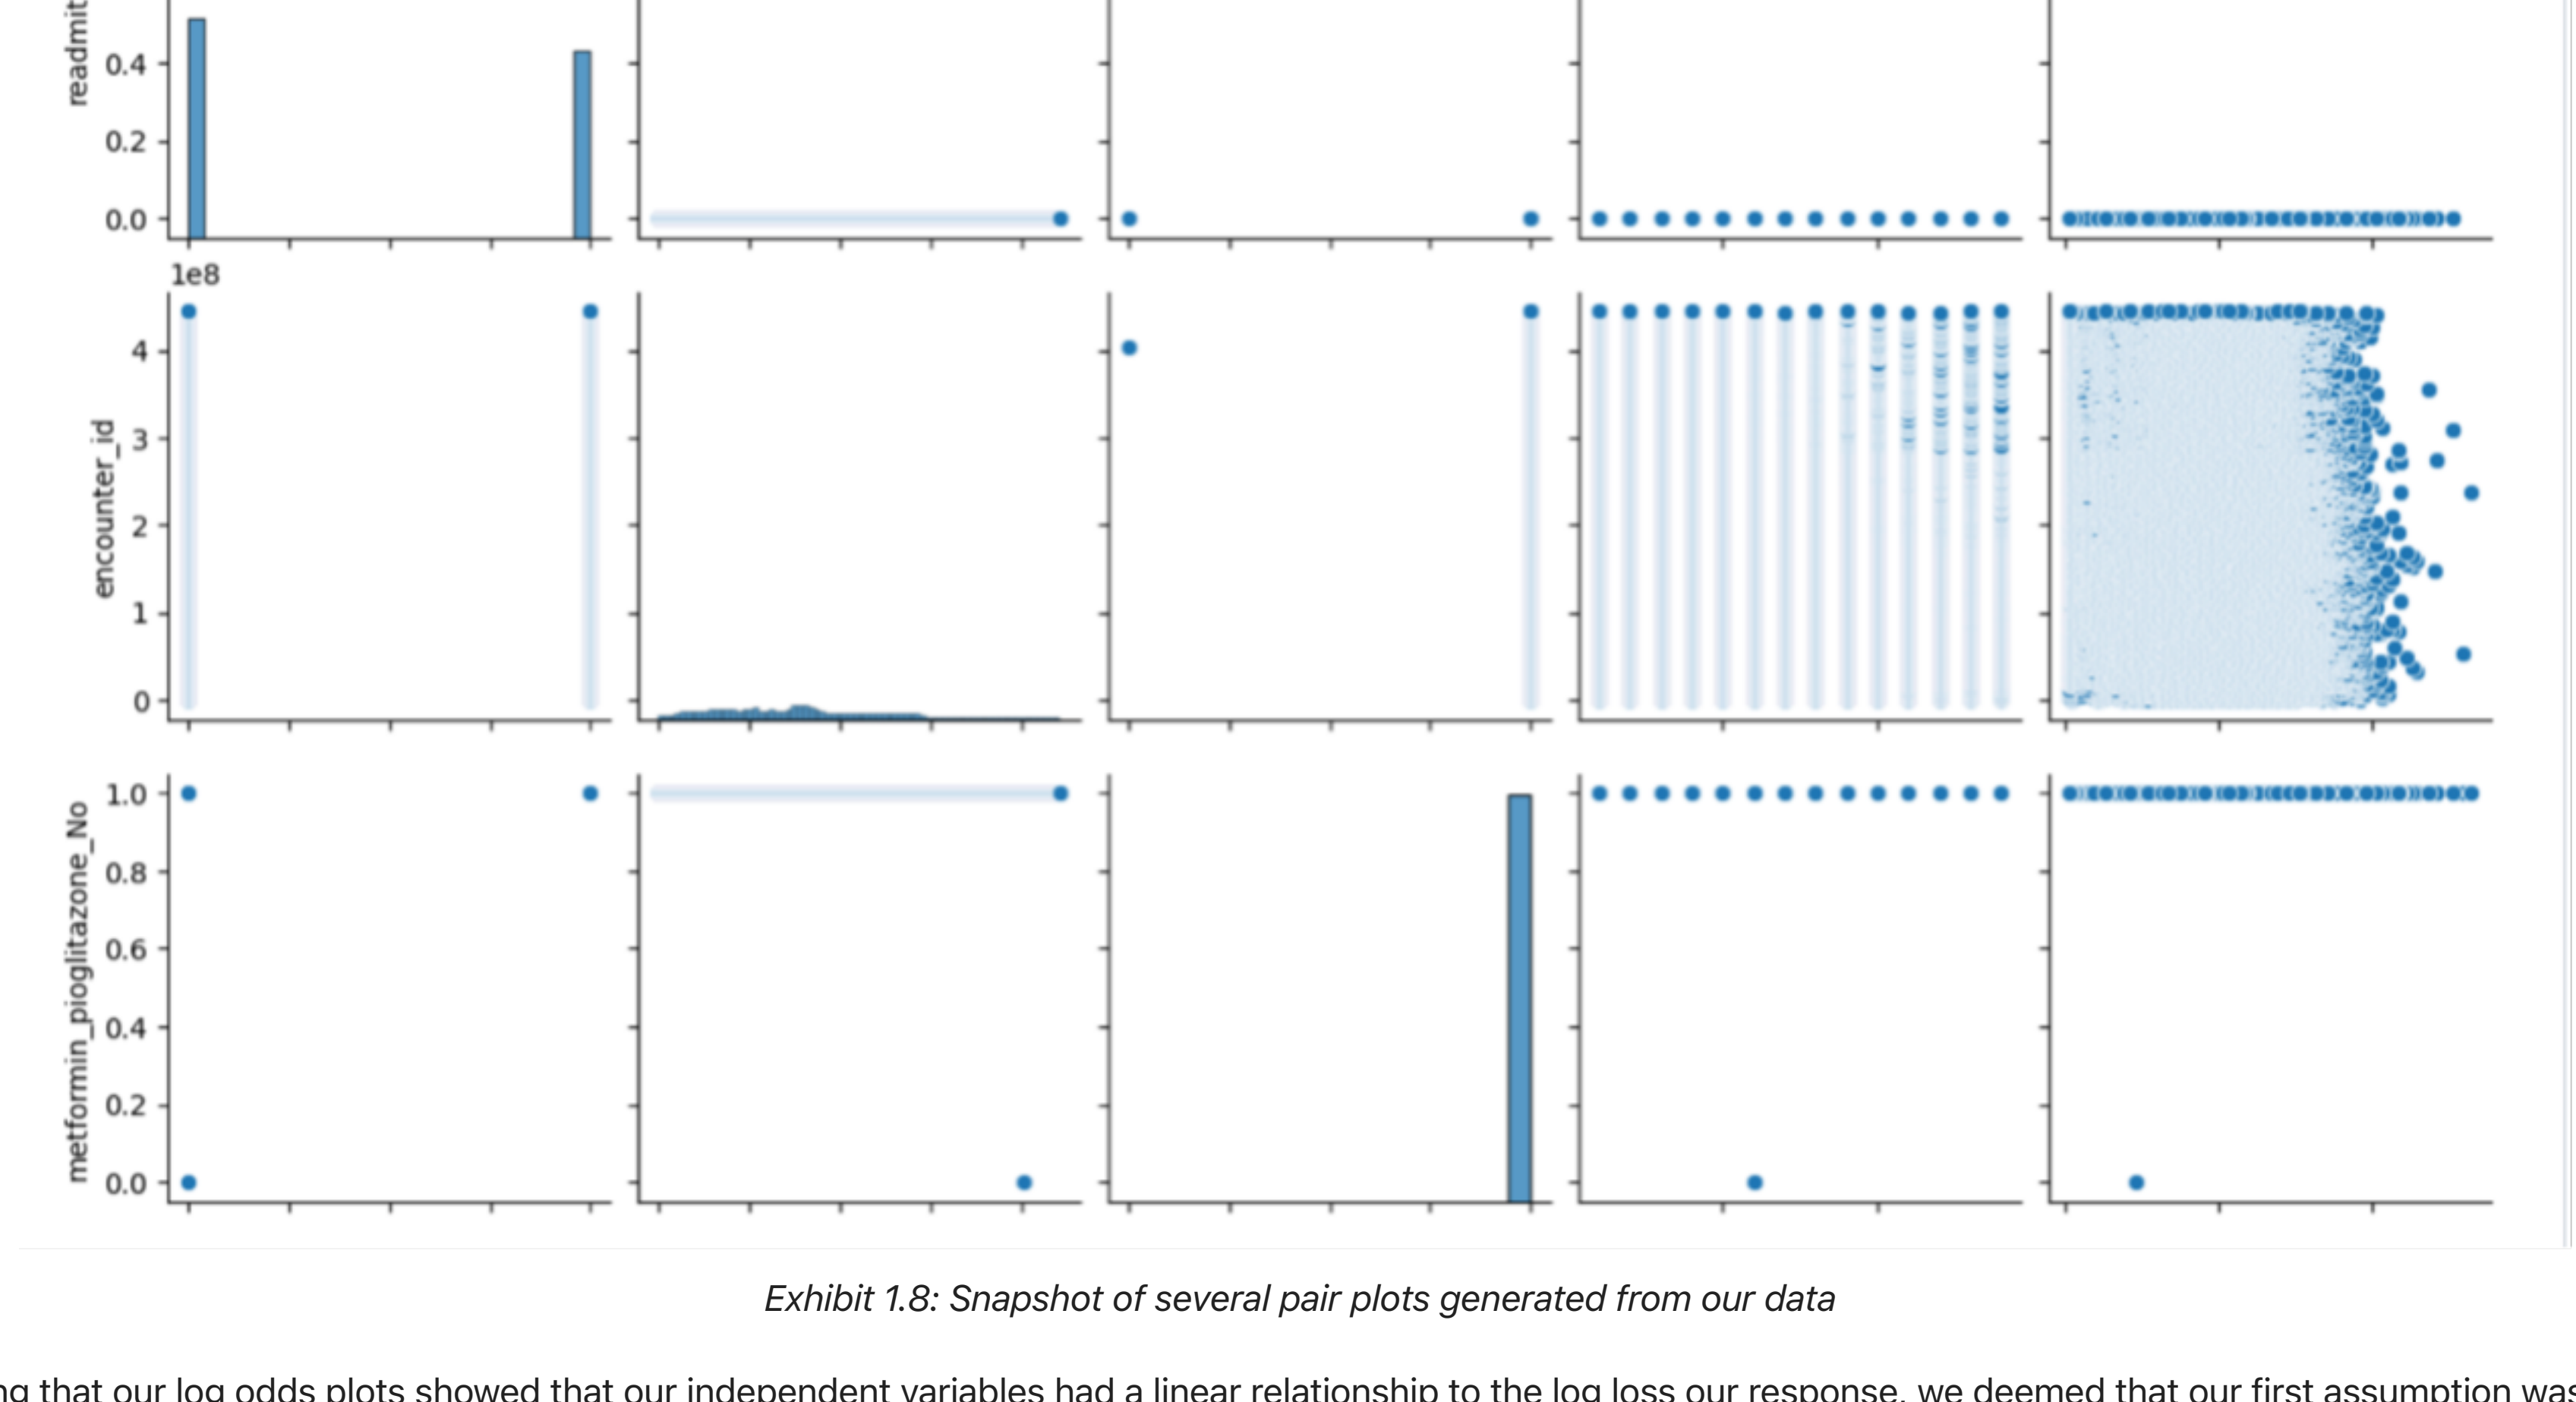 readmit
0.4
0.2
0.0
1e8
encounter_id
4
3
2
1
0
metformin_pioglitazone_No
1.0
0.8
0.6
0.4
0.2
0.0
Exhibit 1.8: Snapshot of several pair plots generated from our data
ng that our log odds plots showed that our independent variables had a linear relationship to the log loss our response, we deemed that our first assumption was